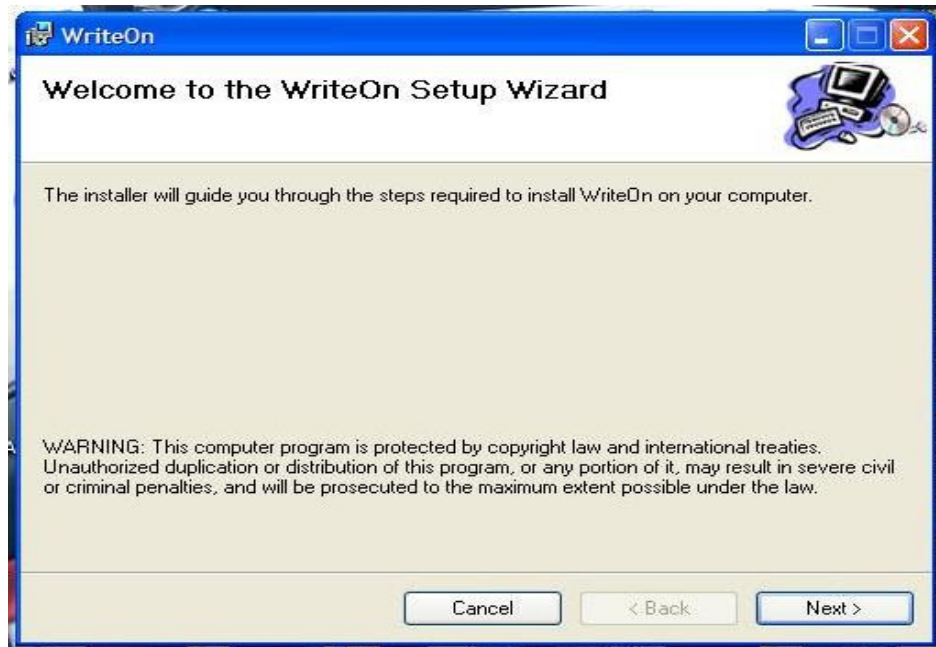 WriteOn
Welcome to the WriteOn Setup Wizard
The installer will guide you through the steps required to install WriteOn on your computer.
WARNING: This computer program is protected by copyright law and international treaties.
Unauthorized duplication or distribution of this program, or any portion of it, may result in severe civil
or criminal penalties, and will be prosecuted to the maximum extent possible under the law.
Cancel < Back Next >